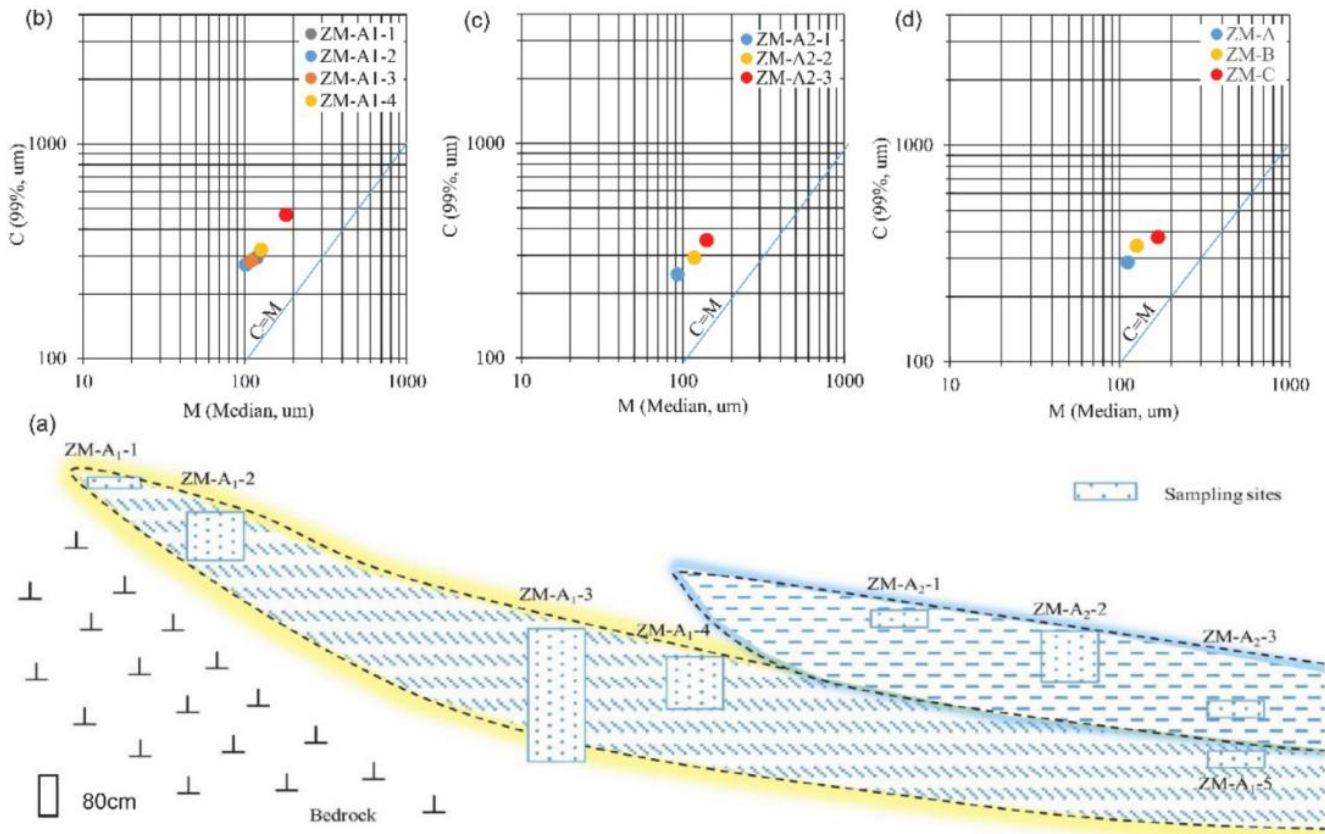 (b)
ZM-A1-1
ZM-A1-2
ZM-A1-3
ZM-A1-4
C (99%, um)
1000
100
C=M
10 100 1000
M (Median, um)
(c)
ZM-A2-1
ZM-Λ2-2
ZM-Λ2-3
C (99%, um)
1000
100
C=M
10 100 1000
M (Median, um)
(d)
ZM-A
ZM-B
ZM-C
C (99%, um)
1000
100
C=M
10 100 1000
M (Median, um)
(a)
ZM-A₁-1
ZM-A₁-2
Sampling sites
ZM-A₁-3
ZM-A₁-4
ZM-A₂-1
ZM-A₂-2
ZM-A₂-3
ZM-A₁-5
80cm
Bedrock